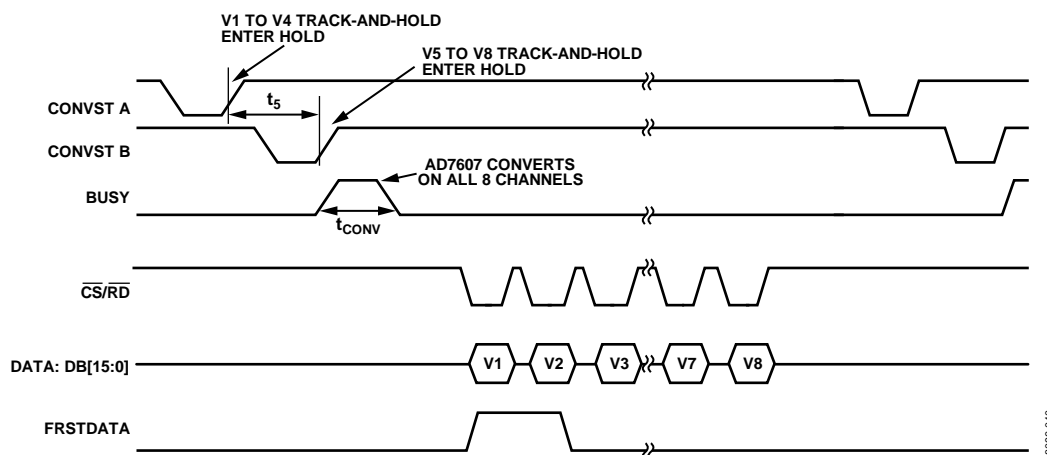 V1 TO V4 TRACK-AND-HOLD
ENTER HOLD
V5 TO V8 TRACK-AND-HOLD
ENTER HOLD
CONVST A
t5
CONVST B
AD7607 CONVERTS
ON ALL 8 CHANNELS
BUSY
tCONV
CS/RD
DATA: DB[15:0]
V1
V2
V3
V7
V8
FRSTDATA